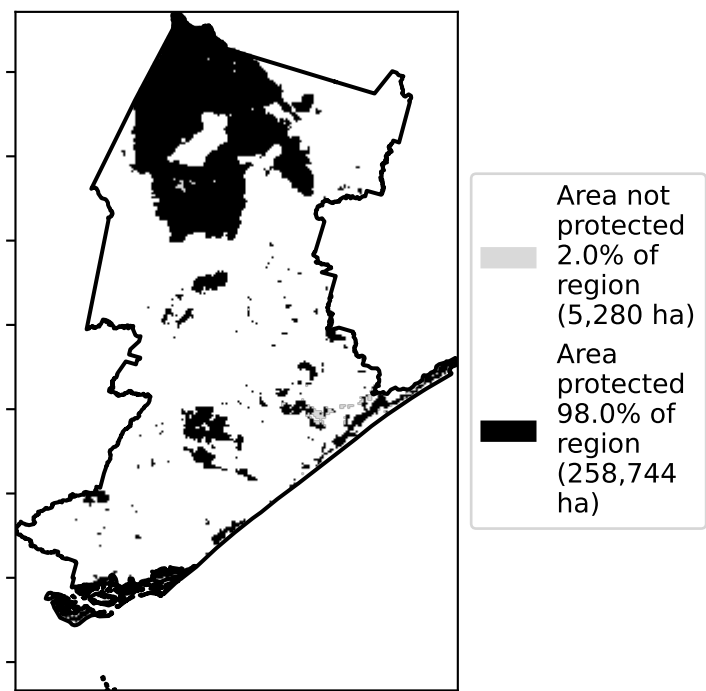 Area not
protected
2.0% of
region
(5,280 ha)
Area
protected
98.0% of
region
(258,744
ha)